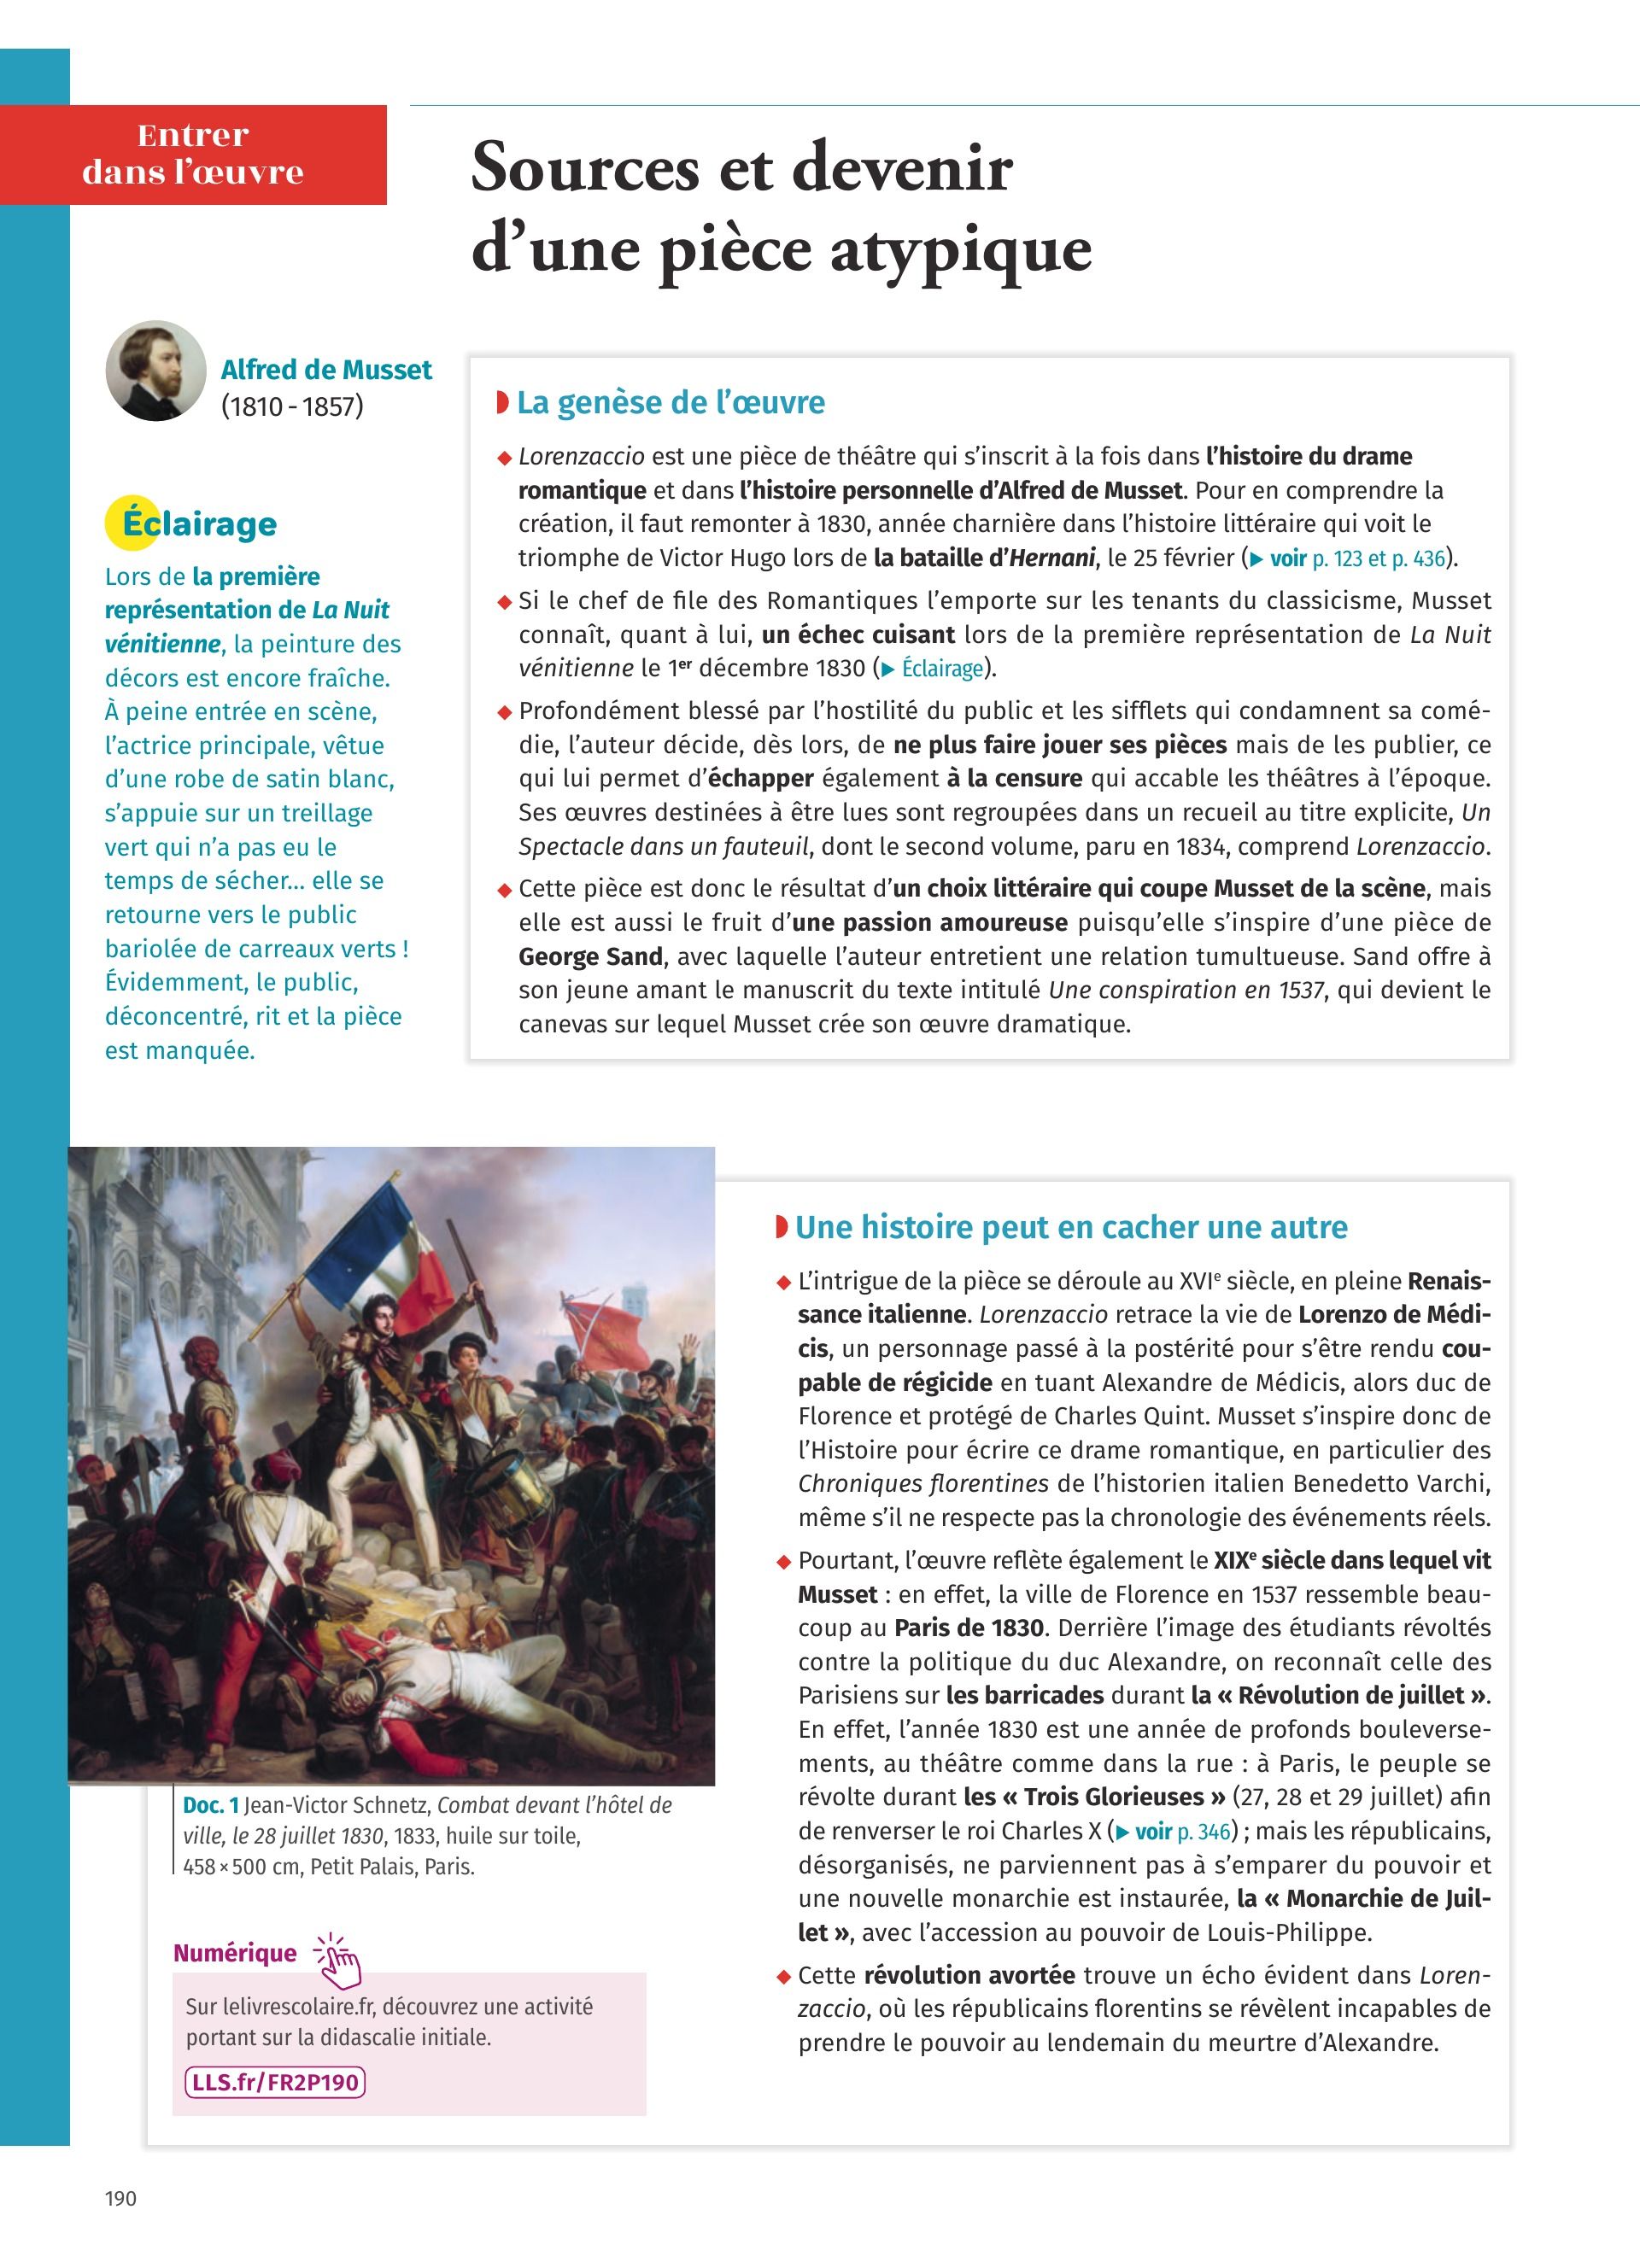 Entrer
dans l'œuvre
Sources et devenir
d'une pièce atypique
Alfred de Musset
(1810 - 1857)
Éclairage
Lors de la première
représentation de La Nuit
vénitienne, la peinture des
décors est encore fraîche.
À peine entrée en scène,
l'actrice principale, vêtue
d'une robe de satin blanc,
s'appuie sur un treillage
vert qui n'a pas eu le
temps de sécher... elle se
retourne vers le public
bariolée de carreaux verts !
Évidemment, le public,
déconcentré, rit et la pièce
est manquée.
La genèse de l'œuvre
◆ Lorenzaccio est une pièce de théâtre qui s'inscrit à la fois dans l'histoire du drame
romantique et dans l'histoire personnelle d'Alfred de Musset. Pour en comprendre la
création, il faut remonter à 1830, année charnière dans l'histoire littéraire qui voit le
triomphe de Victor Hugo lors de la bataille d'Hernani, le 25 février (▶ voir p. 123 et p. 436).
◆ Si le chef de file des Romantiques l'emporte sur les tenants du classicisme, Musset
connaît, quant à lui, un échec cuisant lors de la première représentation de La Nuit
vénitienne le 1er décembre 1830 (▶ Éclairage).
◆ Profondément blessé par l'hostilité du public et les sifflets qui condamnent sa comé-
die, l'auteur décide, dès lors, de ne plus faire jouer ses pièces mais de les publier, ce
qui lui permet d'échapper également à la censure qui accable les théâtres à l'époque.
Ses œuvres destinées à être lues sont regroupées dans un recueil au titre explicite, Un
Spectacle dans un fauteuil, dont le second volume, paru en 1834, comprend Lorenzaccio.
◆ Cette pièce est donc le résultat d'un choix littéraire qui coupe Musset de la scène, mais
elle est aussi le fruit d'une passion amoureuse puisqu'elle s'inspire d'une pièce de
George Sand, avec laquelle l'auteur entretient une relation tumultueuse. Sand offre à
son jeune amant le manuscrit du texte intitulé Une conspiration en 1537, qui devient le
canevas sur lequel Musset crée son œuvre dramatique.
Doc. 1 Jean-Victor Schnetz, Combat devant l'hôtel de
ville, le 28 juillet 1830, 1833, huile sur toile,
458 × 500 cm, Petit Palais, Paris.
Numérique
Sur lelivrescolaire.fr, découvrez une activité
portant sur la didascalie initiale.
LLS.fr/FR2P190
Une histoire peut en cacher une autre
◆ L'intrigue de la pièce se déroule au XVIe siècle, en pleine Renais-
sance italienne. Lorenzaccio retrace la vie de Lorenzo de Médi-
cis, un personnage passé à la postérité pour s'être rendu cou-
pable de régicide en tuant Alexandre de Médicis, alors duc de
Florence et protégé de Charles Quint. Musset s'inspire donc de
l'Histoire pour écrire ce drame romantique, en particulier des
Chroniques florentines de l'historien italien Benedetto Varchi,
même s'il ne respecte pas la chronologie des événements réels.
◆ Pourtant, l'œuvre reflète également le XIXe siècle dans lequel vit
Musset : en effet, la ville de Florence en 1537 ressemble beau-
coup au Paris de 1830. Derrière l'image des étudiants révoltés
contre la politique du duc Alexandre, on reconnaît celle des
Parisiens sur les barricades durant la « Révolution de juillet ».
En effet, l'année 1830 est une année de profonds bouleverse-
ments, au théâtre comme dans la rue : à Paris, le peuple se
révolte durant les « Trois Glorieuses » (27, 28 et 29 juillet) afin
de renverser le roi Charles X (▶ voir p. 346) ; mais les républicains,
désorganisés, ne parviennent pas à s'emparer du pouvoir et
une nouvelle monarchie est instaurée, la « Monarchie de Juil-
let », avec l'accession au pouvoir de Louis-Philippe.
◆ Cette révolution avortée trouve un écho évident dans Loren-
zaccio, où les républicains florentins se révèlent incapables de
prendre le pouvoir au lendemain du meurtre d'Alexandre.
190